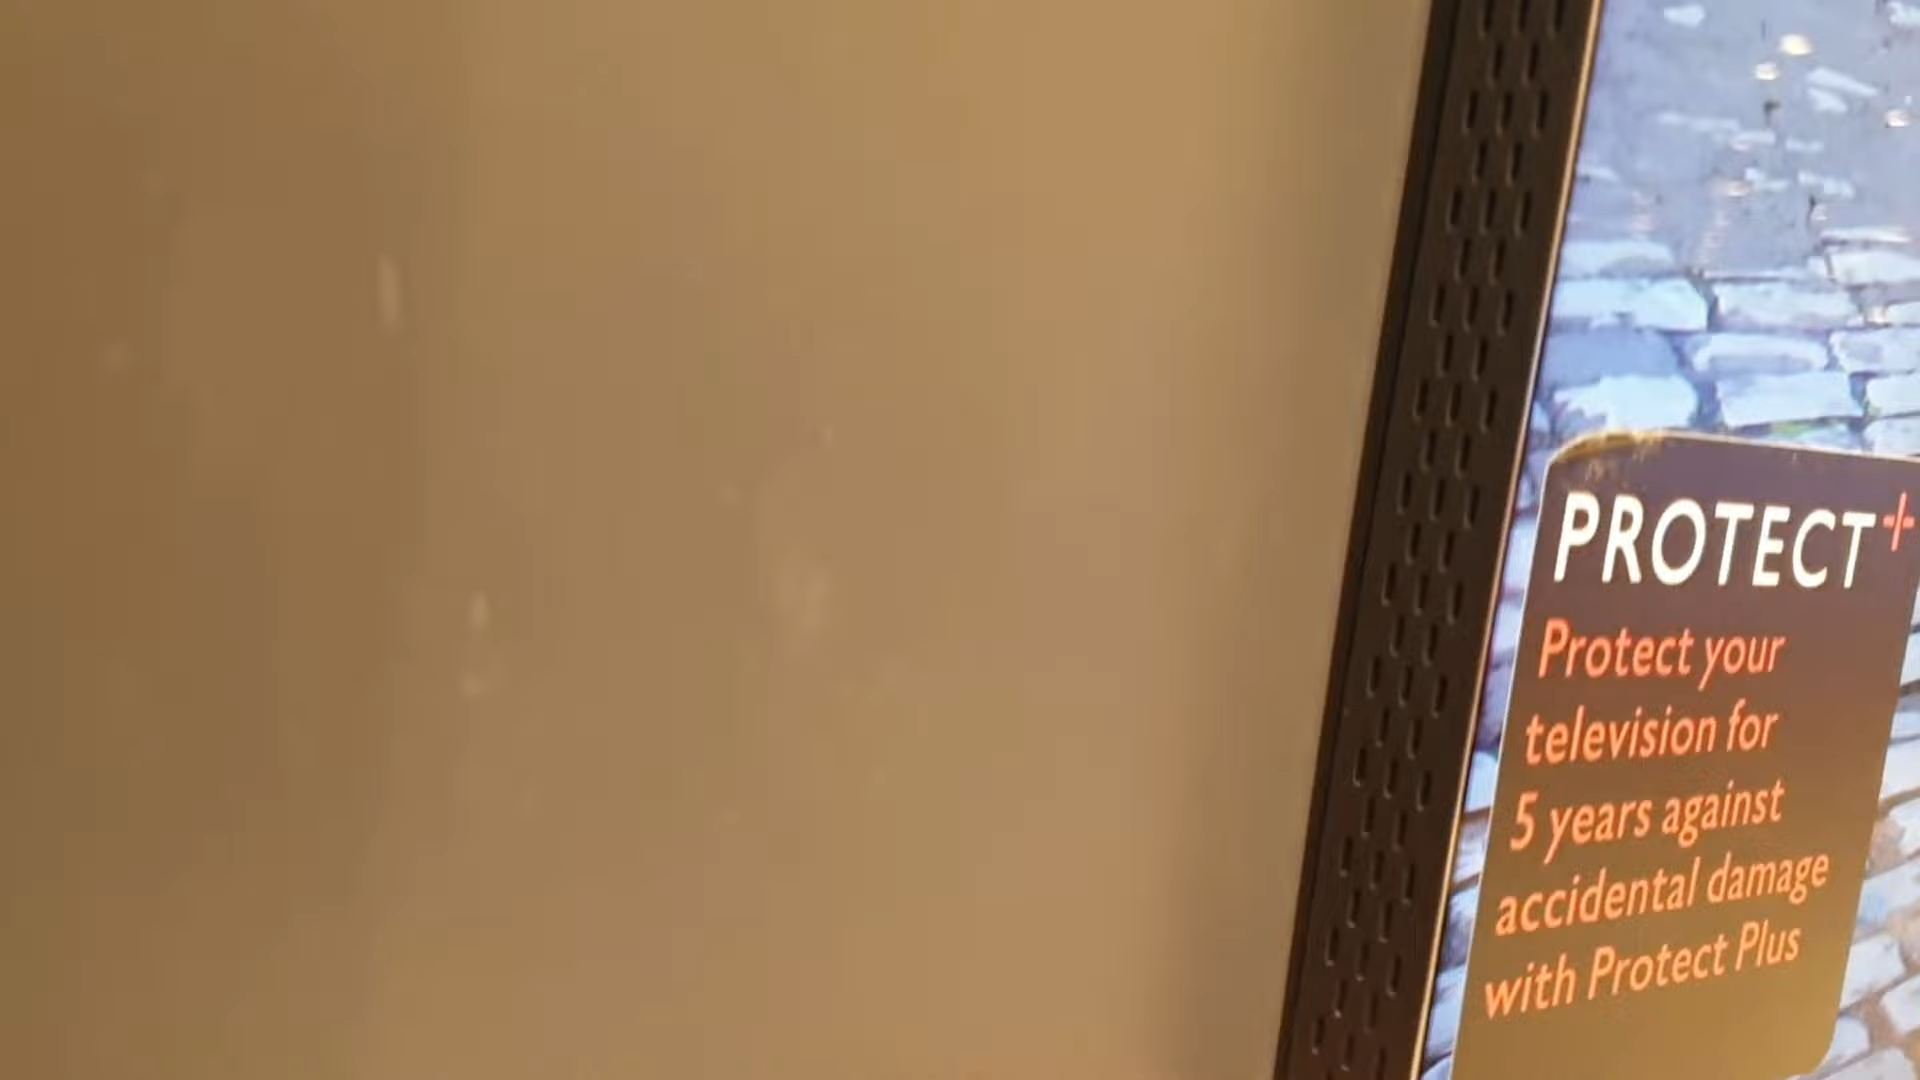 PROTECT+
Protect your
television for
5 years against
accidental damage
with Protect Plus